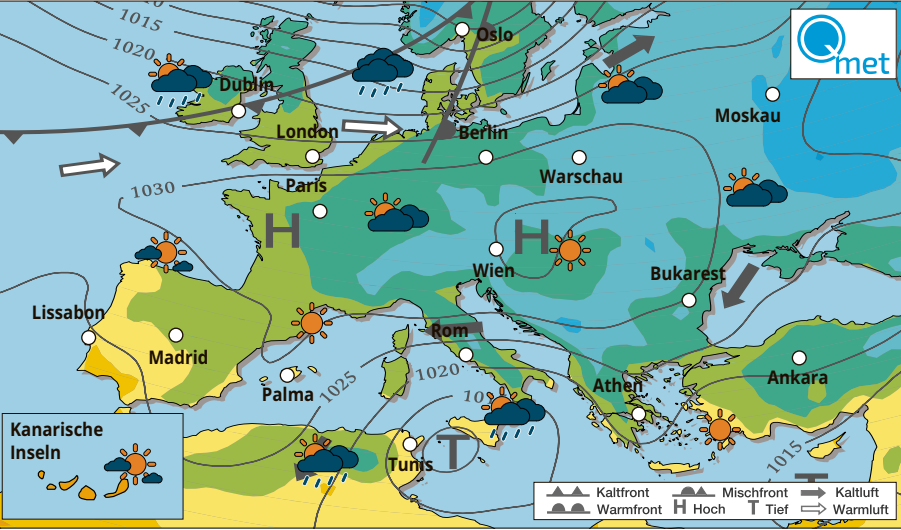 1015
1020
1025
1030
Oslo
Qmet
Dublin
London
Berlin
Moskau
Paris
Warschau
H
H
Wien
Bukarest
Lissabon
Madrid
Rom
Palma
1025
1020
10
Athen
Ankara
Kanarische
Inseln
Tunis
T
1015
T
Kaltfront Mischfront Kaltluft
Warmfront H Hoch T Tief Warmluft